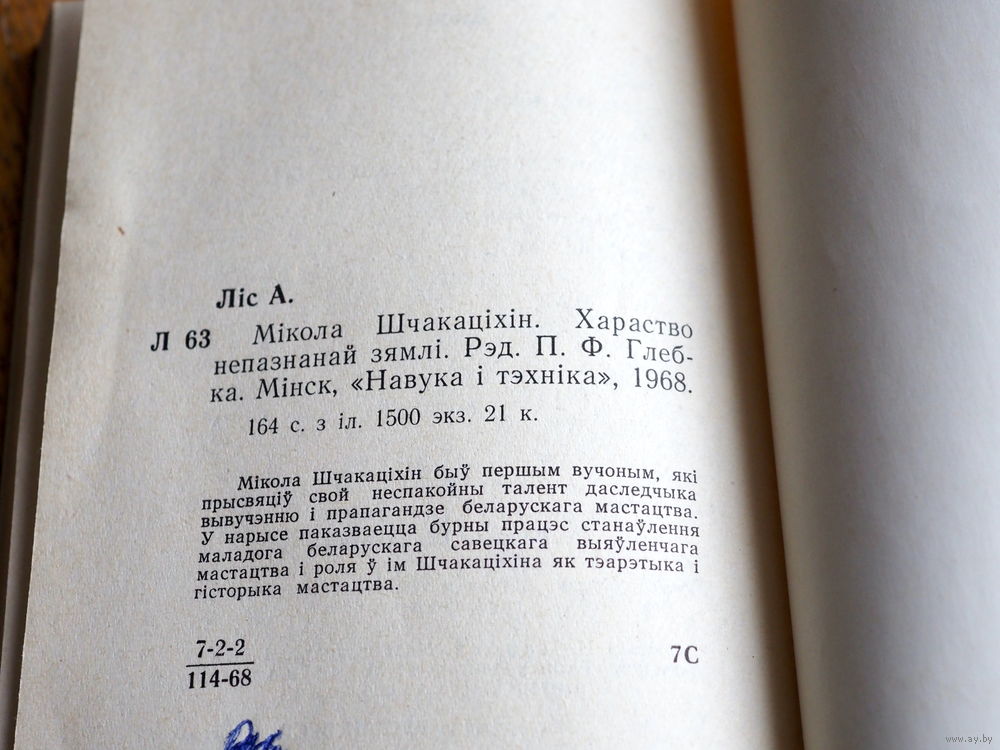 Ліс А.
Л 63 Мікола Шчакаціхін. Хараство
непазнанай зямлі. Рэд. П. Ф. Глеб-
ка. Мінск, «Навука і тэхніка», 1968.
164 с. з іл. 1500 экз. 21 к.
Мікола Шчакаціхін быў першым вучоным, які
прысвяціў свой неспакойны талент даследчыка
вывучэнню і прапагандзе беларускага мастацтва.
У нарысе паказваецца бурны працэс станаўлення
маладога беларускага савецкага выяўленчага
мастацтва і роля ў ім Шчакаціхіна як тэарэтыка і
гісторыка мастацтва.
7-2-2
114-68
7С
www.ay.by